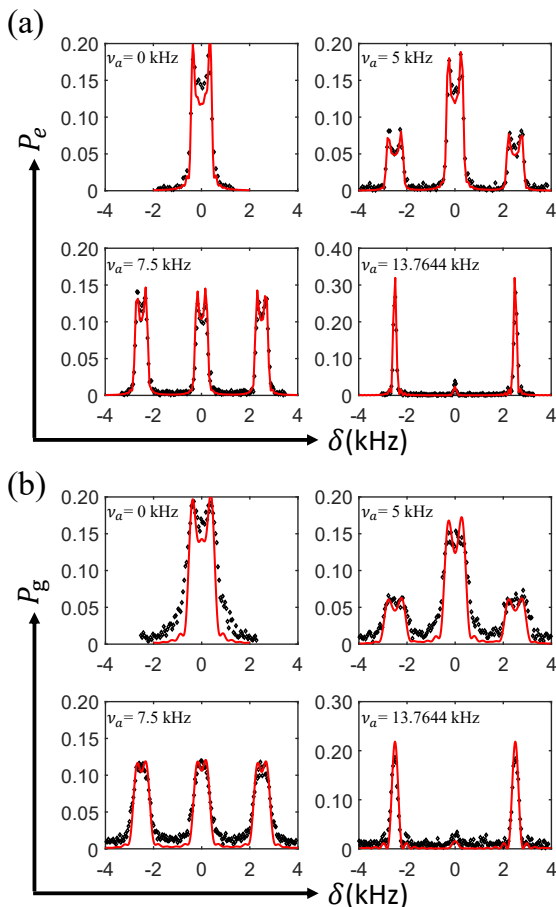 (a)
ν_a = 0 kHz
ν_a = 5 kHz
0.20 0.15 0.10 0.05 0
0.20 0.15 0.10 0.05 0
-4 -2 0 2 4
-4 -2 0 2 4
P_e
ν_a = 7.5 kHz
ν_a = 13.7644 kHz
0.20 0.15 0.10 0.05 0
0.40 0.30 0.20 0.10 0
-4 -2 0 2 4
-4 -2 0 2 4
δ(kHz)
(b)
ν_a = 0 kHz
ν_a = 5 kHz
0.20 0.15 0.10 0.05 0
0.20 0.15 0.10 0.05 0
-4 -2 0 2 4
-4 -2 0 2 4
P_g
ν_a = 7.5 kHz
ν_a = 13.7644 kHz
0.20 0.15 0.10 0.05 0
0.30 0.20 0.10 0
-4 -2 0 2 4
-4 -2 0 2 4
δ(kHz)